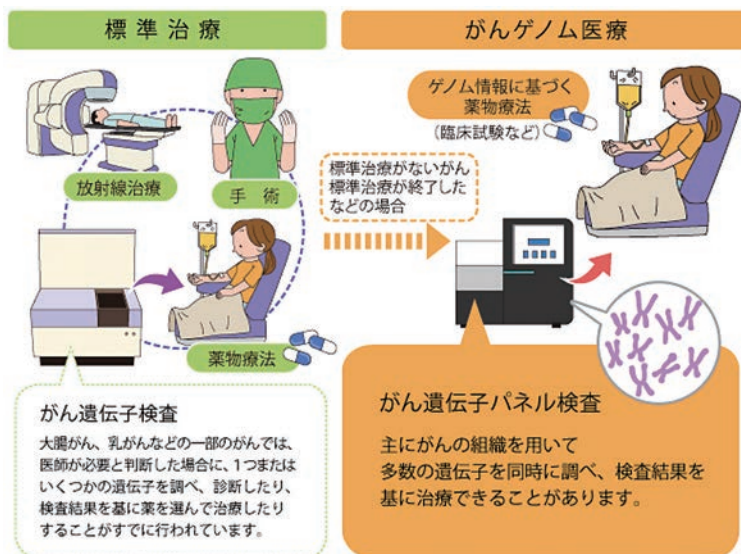 標準治療
がんゲノム医療
放射線治療
手術
薬物療法
がん遺伝子検査
大腸がん、乳がんなどの一部のがんでは、
医師が必要と判断した場合に、1つまたは
いくつかの遺伝子を調べ、診断したり、
検査結果を基に薬を選んで治療したり
することがすでに行われています。
標準治療がないがん
標準治療が終了した
などの場合
ゲノム情報に基づく
薬物療法
(臨床試験など)
がん遺伝子パネル検査
主にがんの組織を用いて
多数の遺伝子を同時に調べ、検査結果を
基に治療できることがあります。